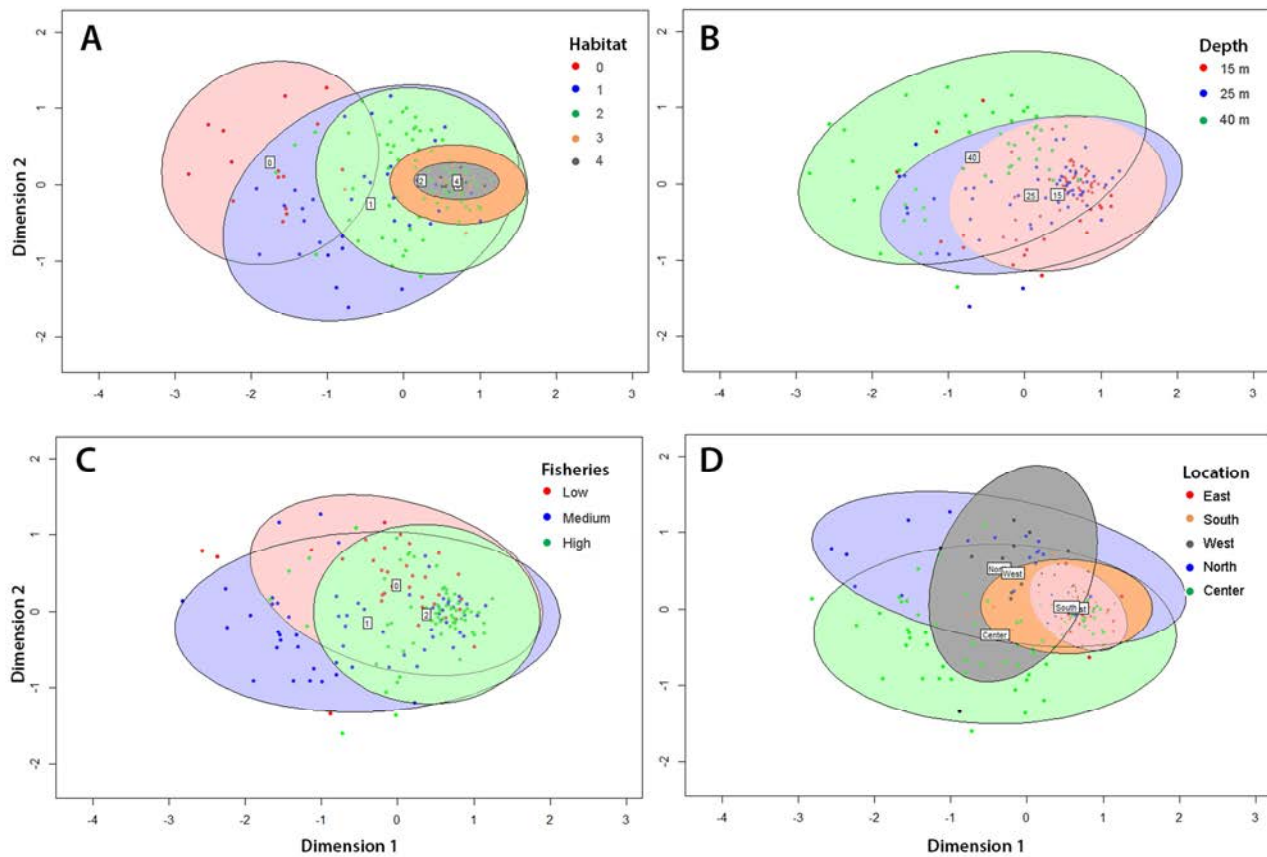 A
Habitat
0
1
2
3
4
Dimension 2
2
1
0
-1
-2
0
1
2
4
-4
-3
-2
-1
0
1
2
3
B
Depth
15 m
25 m
40 m
2
1
0
-1
-2
40
25
15
-4
-3
-2
-1
0
1
2
3
C
Fisheries
Low
Medium
High
Dimension 2
2
1
0
-1
-2
0
1
2
-4
-3
-2
-1
0
1
2
3
Dimension 1
D
Location
East
South
West
North
Center
2
1
0
-1
-2
West
South
Center
-4
-3
-2
-1
0
1
2
3
Dimension 1